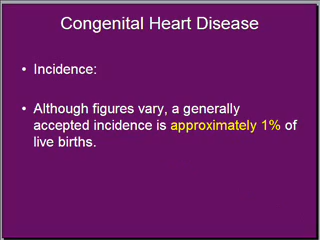 Congenital Heart Disease
• Incidence:
• Although figures vary, a generally
accepted incidence is approximately 1% of
live births.